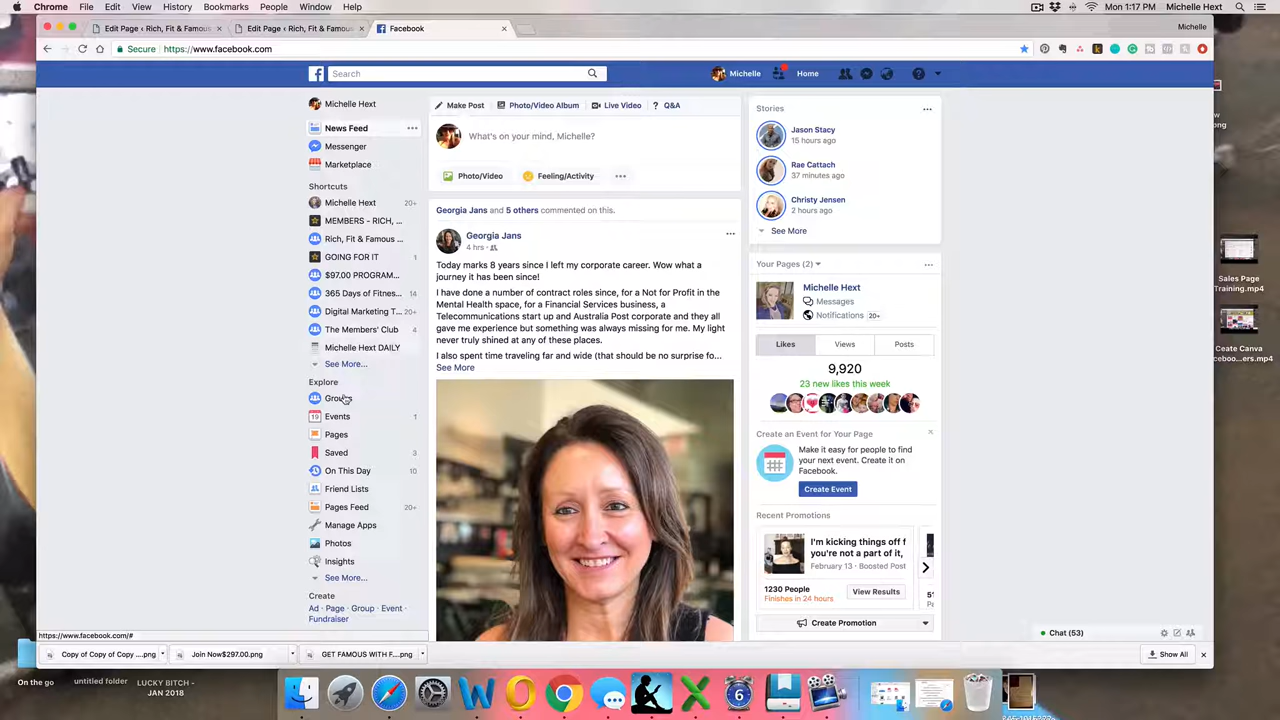 Chrome File Edit View History Bookmarks People Window Help
Mon 1:17 PM Michelle Hext
Edit Page ‹ Rich, Fit & Famou
Edit Page ‹ Rich, Fit & Famou
Facebook
Michelle
Secure https://www.facebook.com
Search
Michelle Home
Michelle Hext
News Feed
Messenger
Marketplace
Shortcuts
Michelle Hext 20+
MEMBERS - RICH, ...
Rich, Fit & Famous ...
GOING FOR IT 1
$97.00 PROGRAM...
365 Days of Fitnes... 14
Digital Marketing T... 20+
The Members' Club 4
Michelle Hext DAILY
See More...
Explore
Groups
Events 1
19
Pages
Saved 3
On This Day 10
Friend Lists
Pages Feed 20+
Manage Apps
Photos
Insights
See More...
Create
Ad · Page · Group · Event ·
Fundraiser
Make Post Photo/Video Album Live Video ? Q&A
What's on your mind, Michelle?
Photo/Video Feeling/Activity
Georgia Jans and 5 others commented on this.
Georgia Jans
4 hrs ·
Today marks 8 years since I left my corporate career. Wow what a
journey it has been since!
I have done a number of contact roles since, for a Not for Profit in the
Mental Health space, for a Financial Services business, a
Telecommunications start up and Australia Post corporate and they all
gave me experience but something was always missing for me. My light
never truly shined at any of these places.
I also spent time traveling far and wide (that should be no surprise fo...
See More
Stories
Jason Stacy
15 hours ago
Rae Cattach
37 minutes ago
Christy Jensen
2 hours ago
See More
Your Pages (2)
Michelle Hext
Messages
Notifications 20+
Likes Views Posts
9,920
23 new likes this week
Create an Event for Your Page
Make it easy for people to
find your next event. Create it on
Facebook.
Create Event
Recent Promotions
I'm kicking things off f
you're not a part of it,
February 13 · Boosted Post
1230 People
Finishes in 24 hours
View Results
51
Create Promotion
Chat (53)
https://www.facebook.com/#
Copy of Copy of Copy ....png
Join Now$297.00.png
GET FAMOUS WITH F....png
Show All
Sales Page
Training.mp4
Ceate Canva
eboo...ers.mp4
On the go
untitled folder
LUCKY BITCH -
JAN 2018
6